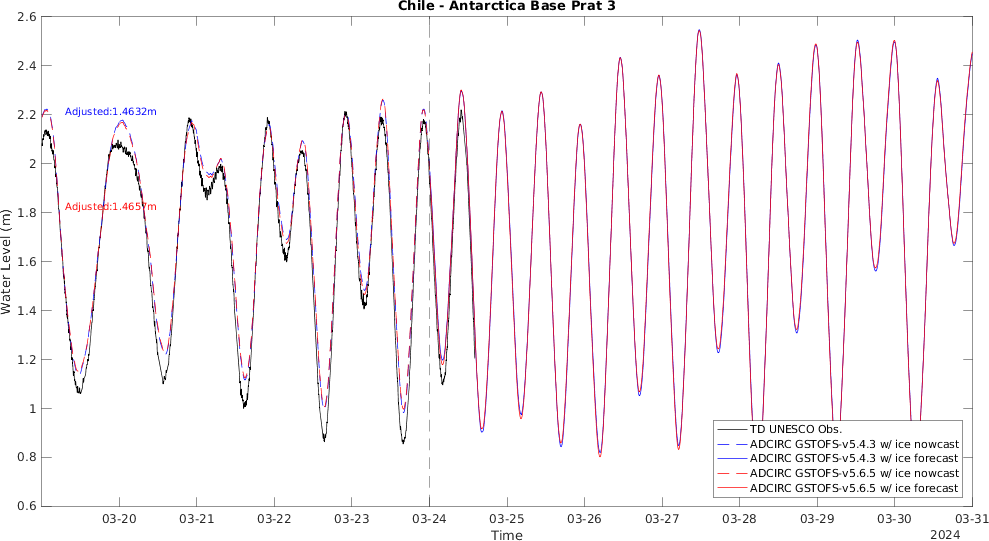 Chile - Antarctica Base Prat 3
2.6
2.4
2.2
2
1.8
1.6
1.4
1.2
1
0.8
0.6
Water Level (m)
Adjusted:1.4632m
Adjusted:1.4657m
TD UNESCO Obs.
ADCIRC GSTOFS-v5.4.3 w/ ice nowcast
ADCIRC GSTOFS-v5.4.3 w/ ice forecast
ADCIRC GSTOFS-v5.6.5 w/ ice nowcast
ADCIRC GSTOFS-v5.6.5 w/ ice forecast
03-20 03-21 03-22 03-23 03-24 03-25 03-26 03-27 03-28 03-29 03-30 03-31
Time
2024